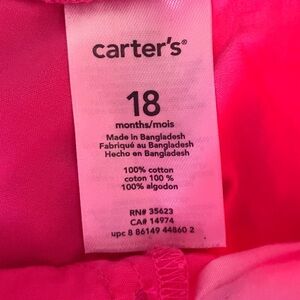 carter's®
18
months/mois
Made in Bangladesh
Fabriqué au Bangladesh
Hecho en Bangladesh
100% cotton
coton 100 %
100% algodon
RN# 35623
CA# 14974
upc 8 86149 44860 2